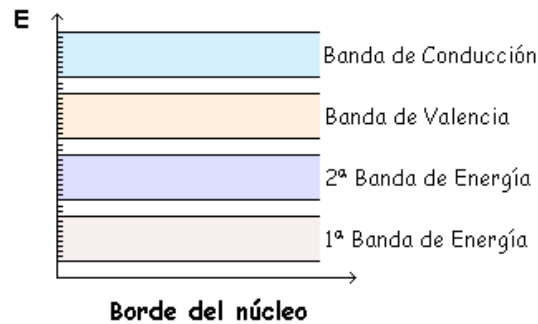 E
Banda de Conducción
Banda de Valencia
2ª Banda de Energía
1ª Banda de Energía
Borde del núcleo